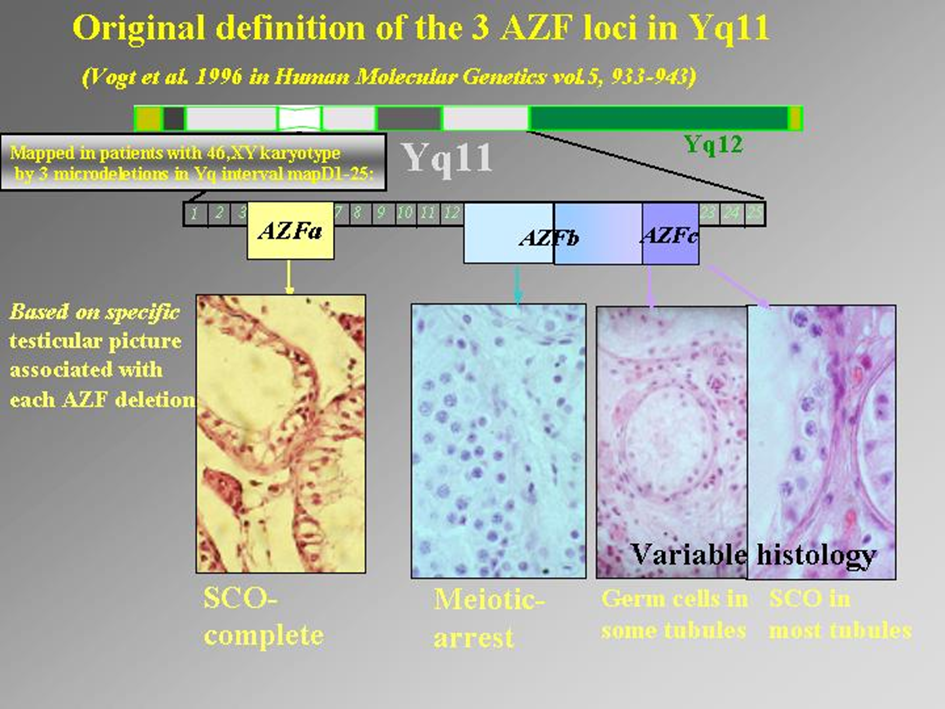 Original definition of the 3 AZF loci in Yq11
(Vogt et al. 1996 in Human Molecular Genetics vol.5, 933-943)
Yq12
Mapped in patients with 46,XY karyotype
by 3 microdeletions in Yq interval mapD1-25:
Yq11
1 2 3 AZFa 7 8 9 10 11 12 AZFb AZFc 23 24 25
Based on specific
testicular picture
associated with
each AZF deletion
Variable histology
SCO-
complete
Meiotic-
arrest
Germ cells in
some tubules
SCO in
most tubules